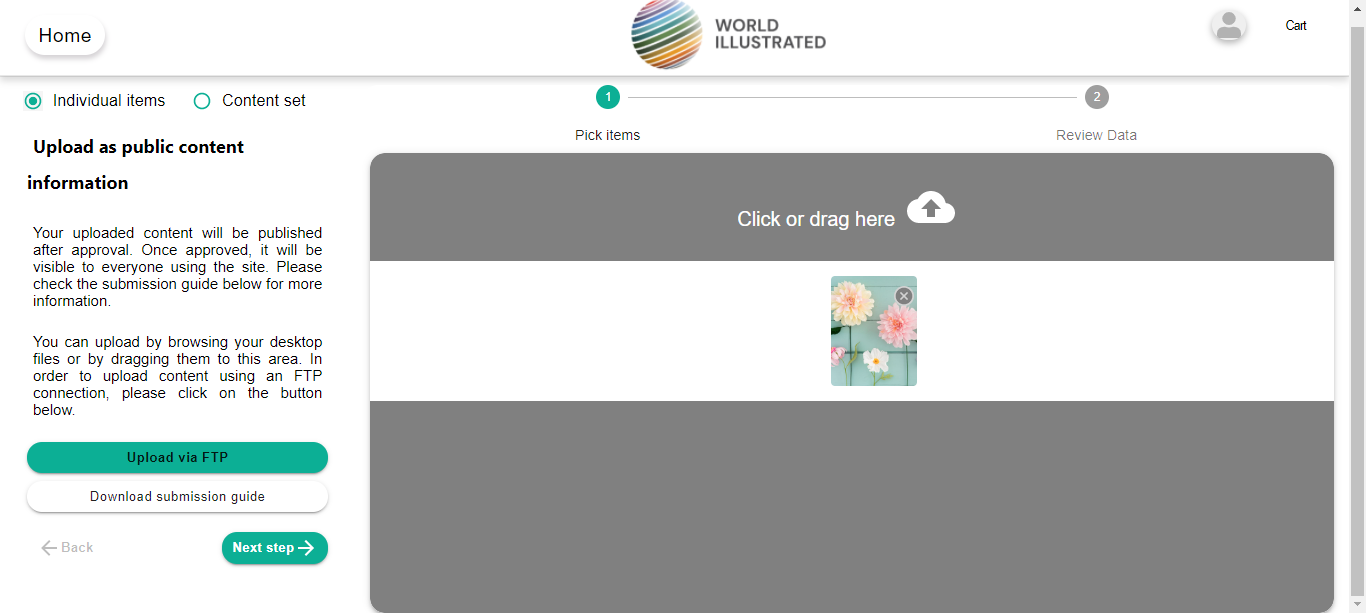 Home
WORLD
ILLUSTRATED
Cart
Individual items
Content set
1
2
Pick items
Review Data
Upload as public content
information
Your uploaded content will be published
after approval. Once approved, it will be
visible to everyone using the site. Please
check the submission guide below for more
information.
You can upload by browsing your desktop
files or by dragging them to this area. In
order to upload content using an FTP
connection, please click on the button
below.
Upload via FTP
Download submission guide
Back
Next step
Click or drag here